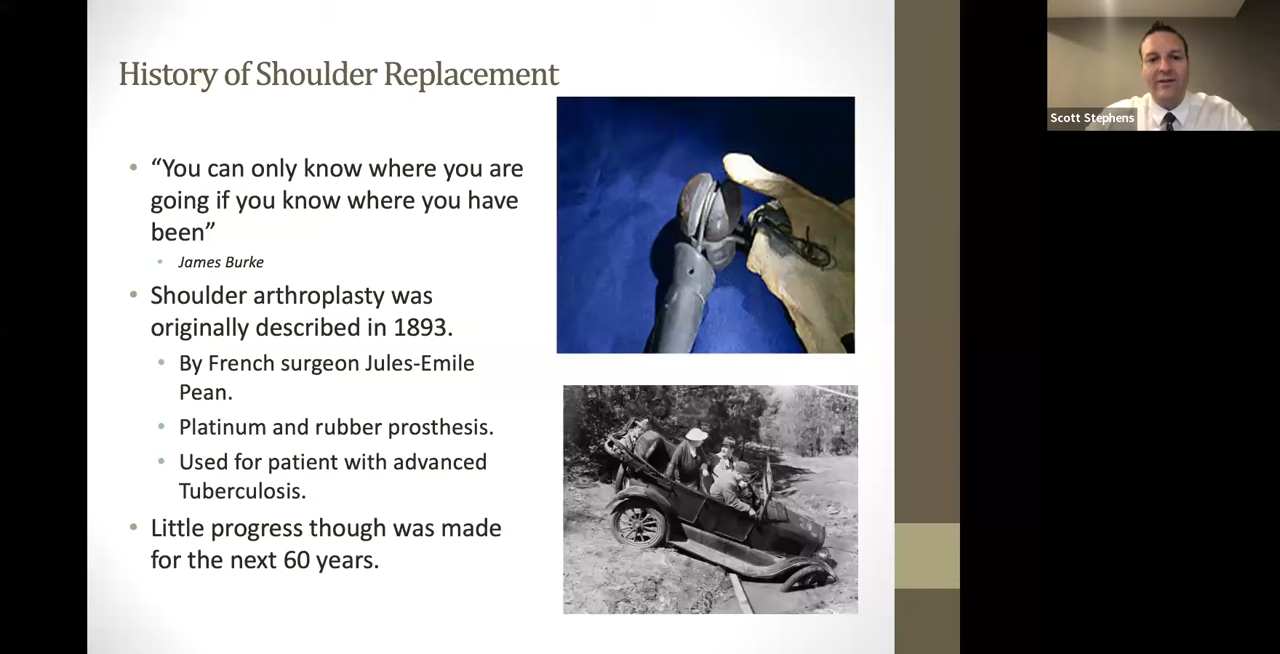 History of Shoulder Replacement
“You can only know where you are
going if you know where you have
been”
James Burke
Shoulder arthroplasty was
originally described in 1893.
By French surgeon Jules-Emile
Pean.
Platinum and rubber prosthesis.
Used for patient with advanced
Tuberculosis.
Little progress though was made
for the next 60 years.
Scott Stephens